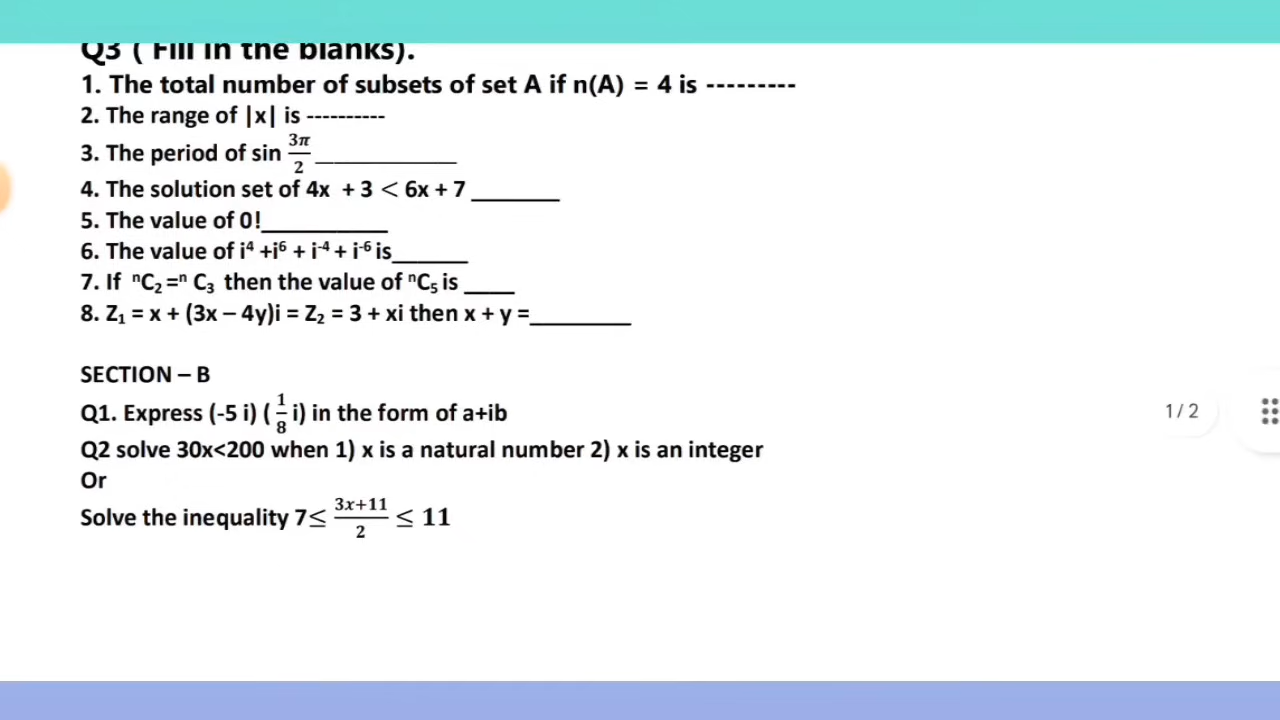 Q3 ( Fill in the blanks).
1. The total number of subsets of set A if n(A) = 4 is ---------
2. The range of |x| is ----------
3. The period of sin 3π/2 ______________
4. The solution set of 4x + 3 < 6x + 7 ________
5. The value of 0!____________
6. The value of i⁴ +i⁶ + i⁻⁴ + i⁻⁶ is_______
7. If ⁿC₂ =ⁿ C₃ then the value of ⁿC₅ is _____
8. Z₁ = x + (3x – 4y)i = Z₂ = 3 + xi then x + y =__________
SECTION – B
Q1. Express (-5 i) ( 1/8 i) in the form of a+ib
1 / 2
Q2 solve 30x<200 when 1) x is a natural number 2) x is an integer
Or
Solve the inequality 7≤ 3x+11/2 ≤ 11